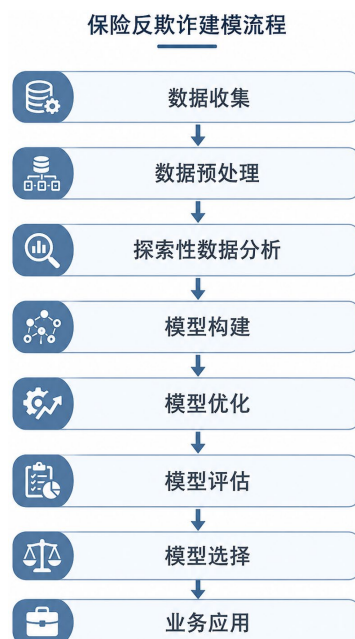 保险反欺诈建模流程
数据收集
数据预处理
探索性数据分析
模型构建
模型优化
模型评估
模型选择
业务应用